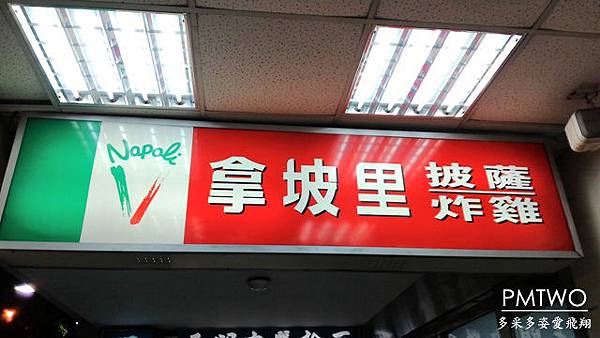 Napoli
拿坡里
披薩
炸雞
PMTWO
多采多姿愛飛翔